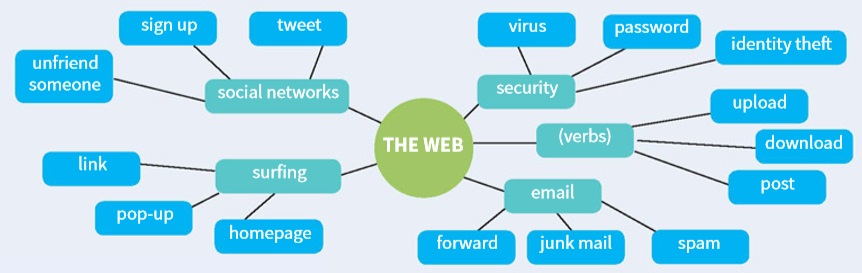 THE WEB
social networks
unfriend
someone
sign up
tweet
security
virus
password
identity theft
(verbs)
upload
download
post
email
forward
junk mail
spam
surfing
link
pop-up
homepage